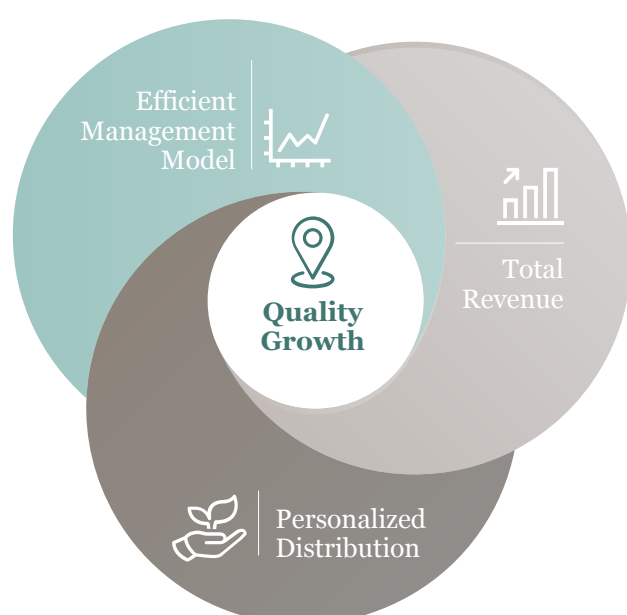 Efficient
Management
Model
Total
Revenue
Quality
Growth
Personalized
Distribution